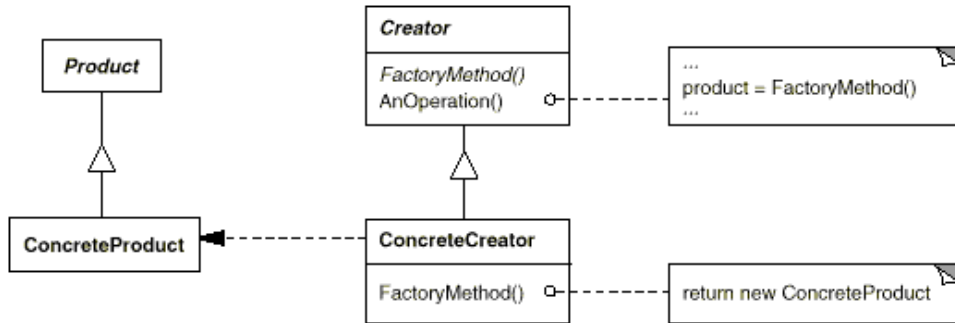 Product
Creator
FactoryMethod()
AnOperation()
...
product = FactoryMethod()
...
ConcreteProduct
ConcreteCreator
FactoryMethod()
return new ConcreteProduct